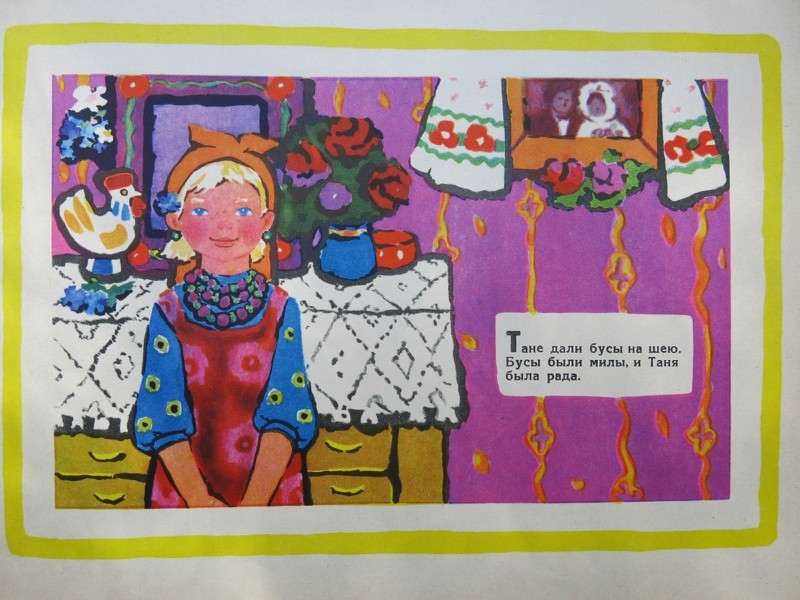 Тане дали бусы на шею.
Бусы были милы, и Таня
была рада.